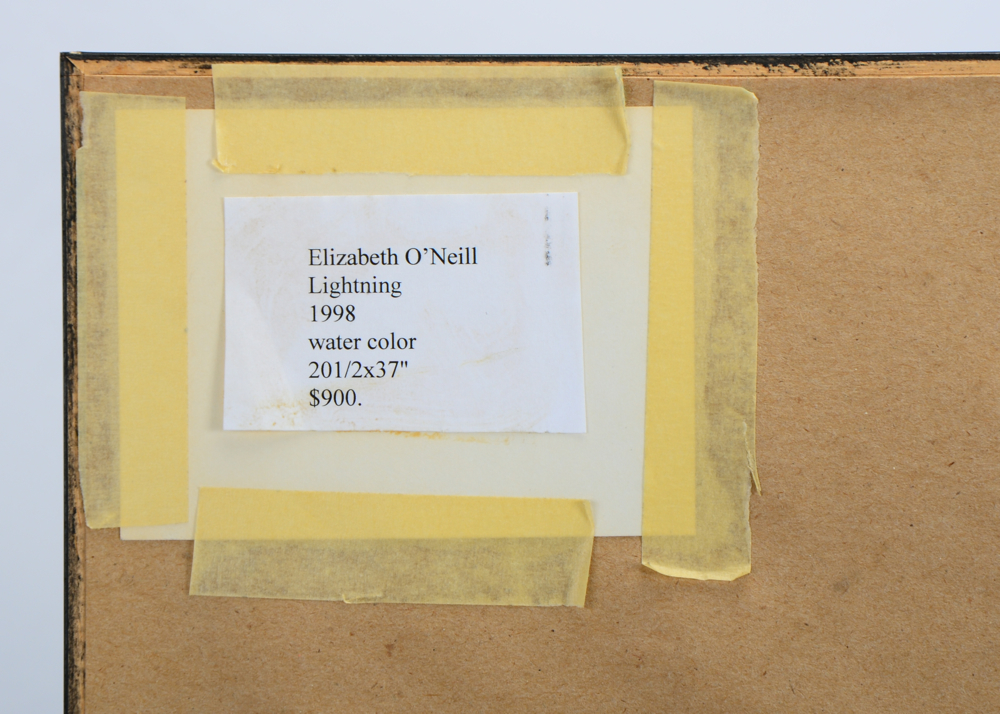 Elizabeth O’Neill
Lightning
1998
water color
201/2x37"
$900.